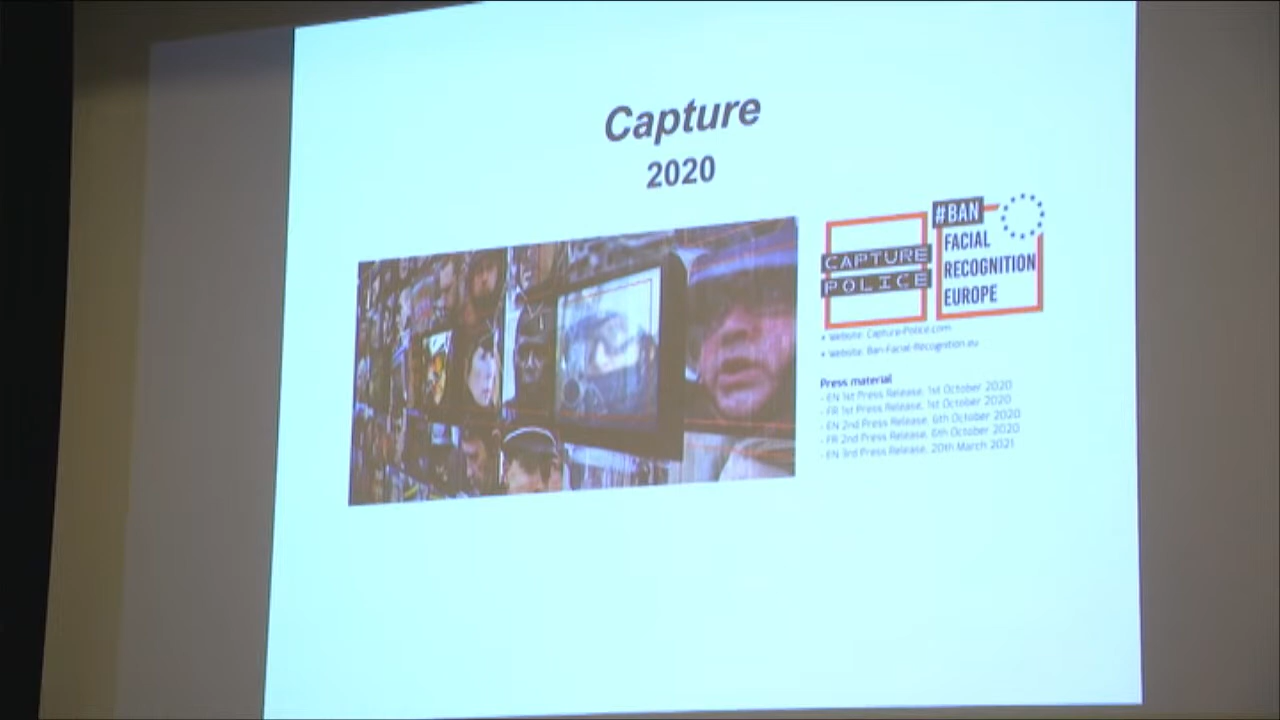 Capture
2020
CAPTURE
POLICE
#BAN
FACIAL
RECOGNITION
EUROPE
• Website: Capture-Police.com
• Website: Ban-Facial-Recognition.eu
Press material
- EN 1st Press Release, 1st October 2020
- FR 1st Press Release, 1st October 2020
- EN 2nd Press Release, 6th October 2020
- FR 2nd Press Release, 6th October 2020
- EN 3rd Press Release, 20th March 2021